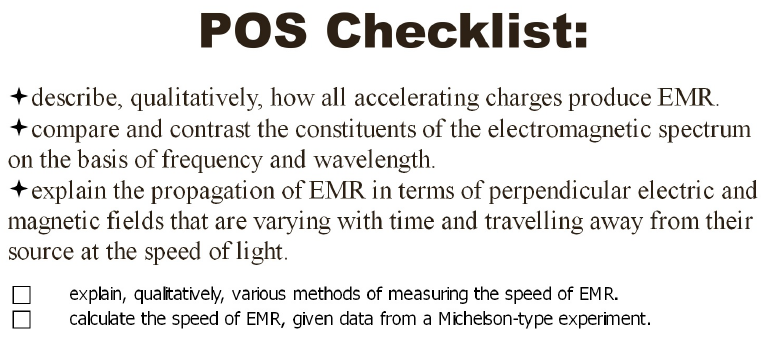 POS Checklist:
✦describe, qualitatively, how all accelerating charges produce EMR.
✦compare and contrast the constituents of the electromagnetic spectrum
on the basis of frequency and wavelength.
✦explain the propagation of EMR in terms of perpendicular electric and
magnetic fields that are varying with time and travelling away from their
source at the speed of light.
☐ explain, qualitatively, various methods of measuring the speed of EMR.
☐ calculate the speed of EMR, given data from a Michelson-type experiment.